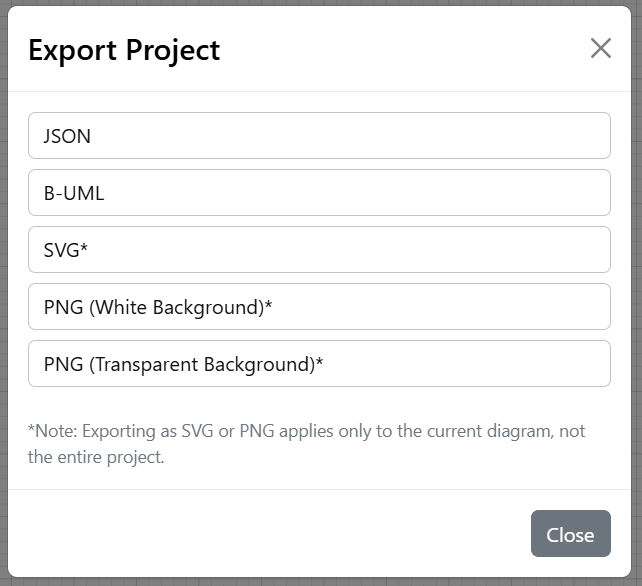 Export Project
JSON
B-UML
SVG*
PNG (White Background)*
PNG (Transparent Background)*
*Note: Exporting as SVG or PNG applies only to the current diagram, not
the entire project.
Close